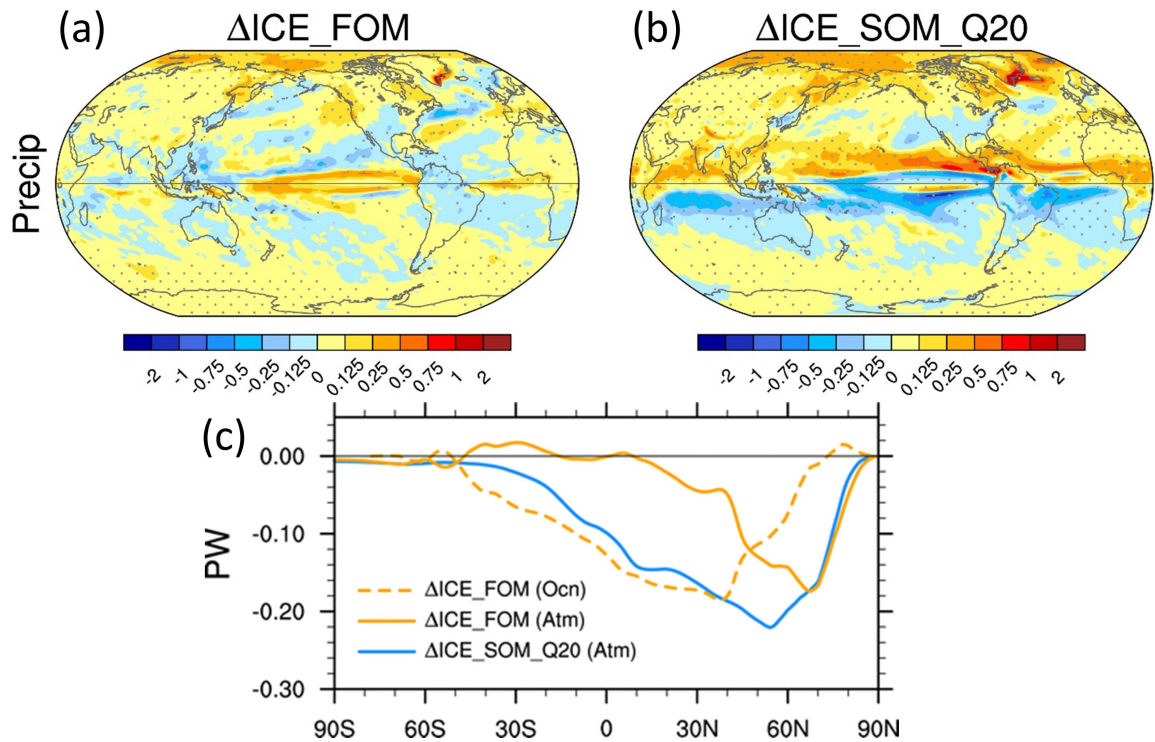 (a) ΔICE_FOM
(b) ΔICE_SOM_Q20
Precip
-2 -1 -0.75 -0.5 -0.25 -0.125 0 0.125 0.25 0.5 0.75 1 2
-2 -1 -0.75 -0.5 -0.25 -0.125 0 0.125 0.25 0.5 0.75 1 2
(c)
0.00
-0.10
-0.20
-0.30
PW
ΔICE_FOM (Ocn)
ΔICE_FOM (Atm)
ΔICE_SOM_Q20 (Atm)
90S 60S 30S 0 30N 60N 90N